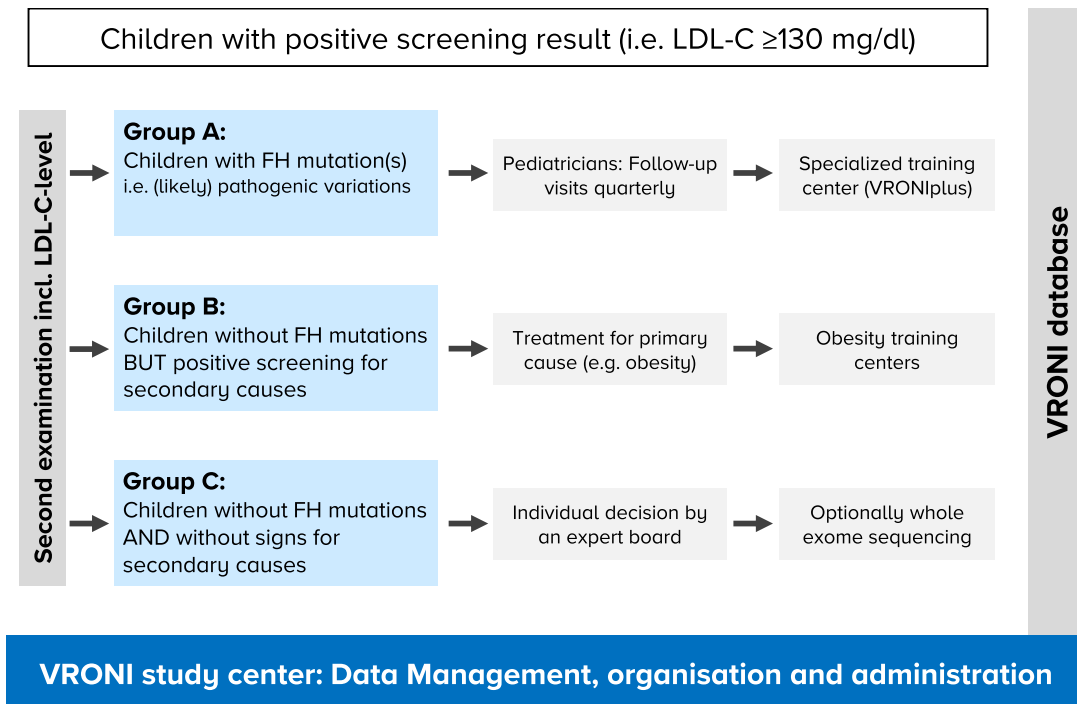 Children with positive screening result (i.e. LDL-C ≥130 mg/dl)
Second examination incl. LDL-C-level
Group A:
Children with FH mutation(s)
i.e. (likely) pathogenic variations
Pediatricians: Follow-up
visits quarterly
Specialized training
center (VRONIplus)
Group B:
Children without FH mutations
BUT positive screening for
secondary causes
Treatment for primary
cause (e.g. obesity)
Obesity training
centers
Group C:
Children without FH mutations
AND without signs for
secondary causes
Individual decision by
an expert board
Optionally whole
exome sequencing
VRONI database
VRONI study center: Data Management, organisation and administration